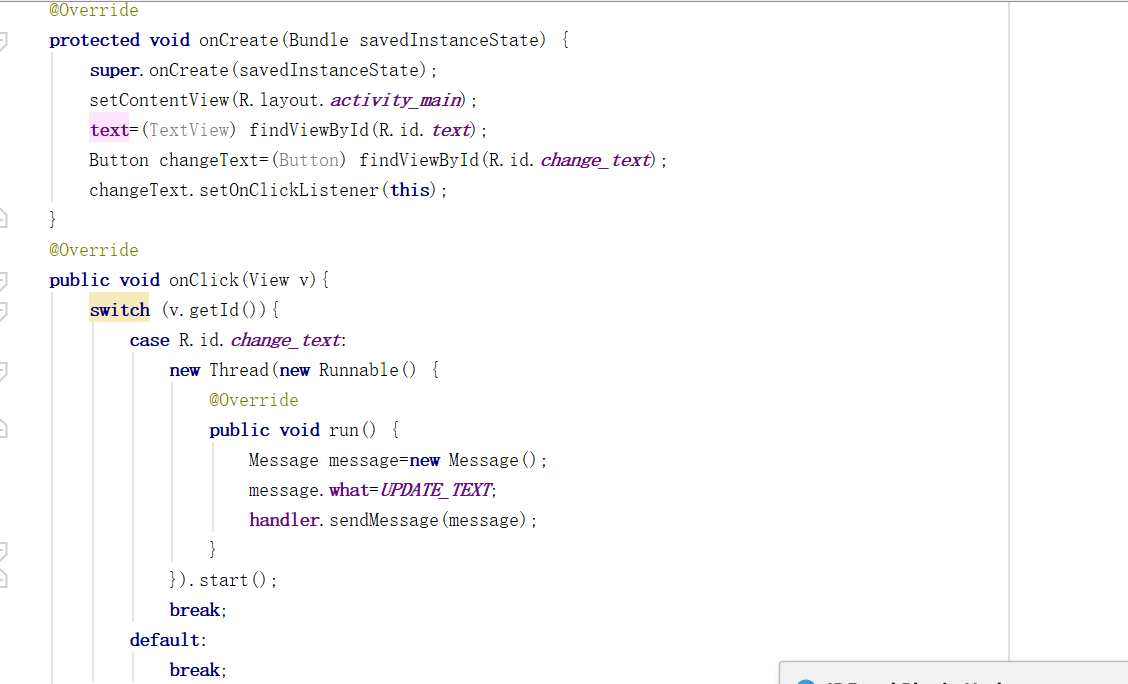 @Override
protected void onCreate(Bundle savedInstanceState) {
super.onCreate(savedInstanceState);
setContentView(R.layout.activity_main);
text=(TextView) findViewById(R.id.text);
Button changeText=(Button) findViewById(R.id.change_text);
changeText.setOnClickListener(this);
}
@Override
public void onClick(View v){
switch (v.getId()){
case R.id.change_text:
new Thread(new Runnable() {
@Override
public void run() {
Message message=new Message();
message.what=UPDATE_TEXT;
handler.sendMessage(message);
}
}).start();
break;
default:
break;